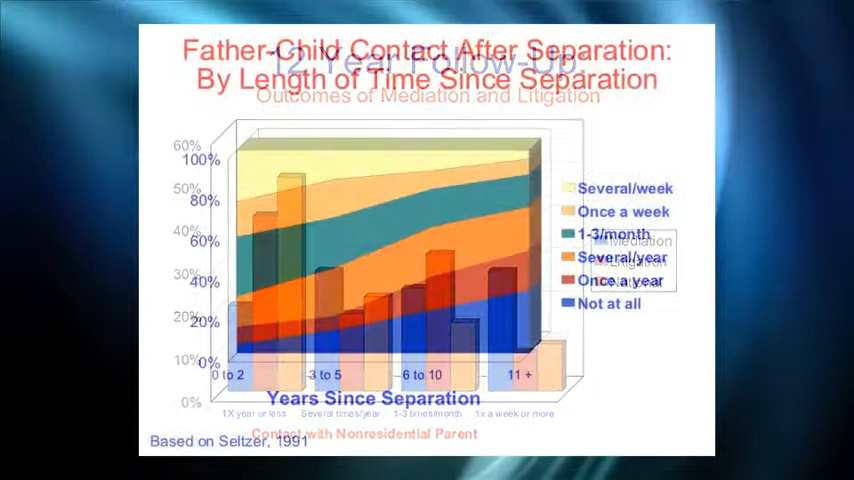 Father-Child Contact After Separation:
By Length of Time Since Separation
12 Year Follow-Up:
Outcomes of Mediation and Litigation
60%
50%
40%
30%
20%
10%
0%
100%
80%
60%
40%
20%
0%
0 to 2
3 to 5
6 to 10
11 +
Years Since Separation
Several/week
Once a week
1-3/month
Several/year
Once a year
Not at all
Mediation
Litigation
1X year or less
Several times/year
1-3 times/month
1x a week or more
Contact with Nonresidential Parent
Based on Seltzer, 1991